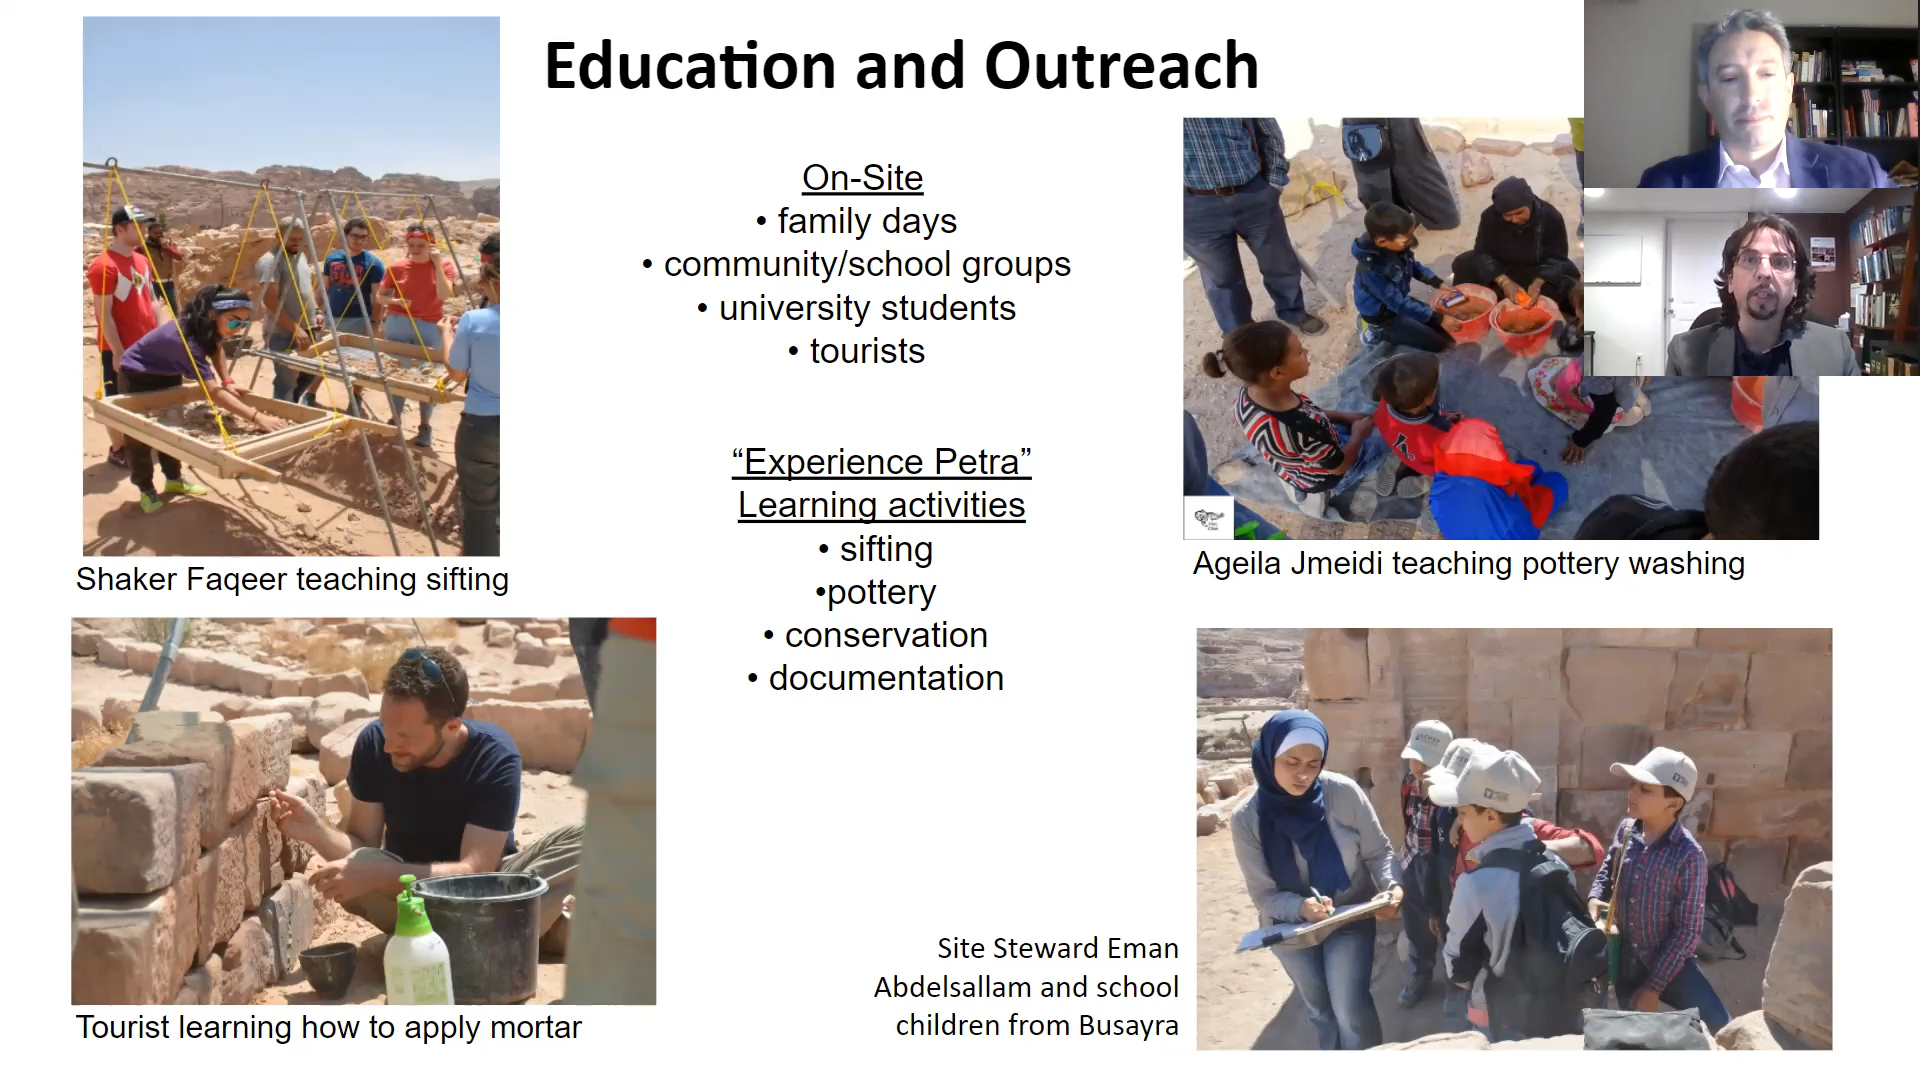 Education and Outreach
On-Site
• family days
• community/school groups
• university students
• tourists
“Experience Petra”
Learning activities
• sifting
•pottery
• conservation
• documentation
Shaker Faqeer teaching sifting
Ageila Jmeidi teaching pottery washing
Tourist learning how to apply mortar
Site Steward Eman
Abdelsallam and school
children from Busayra